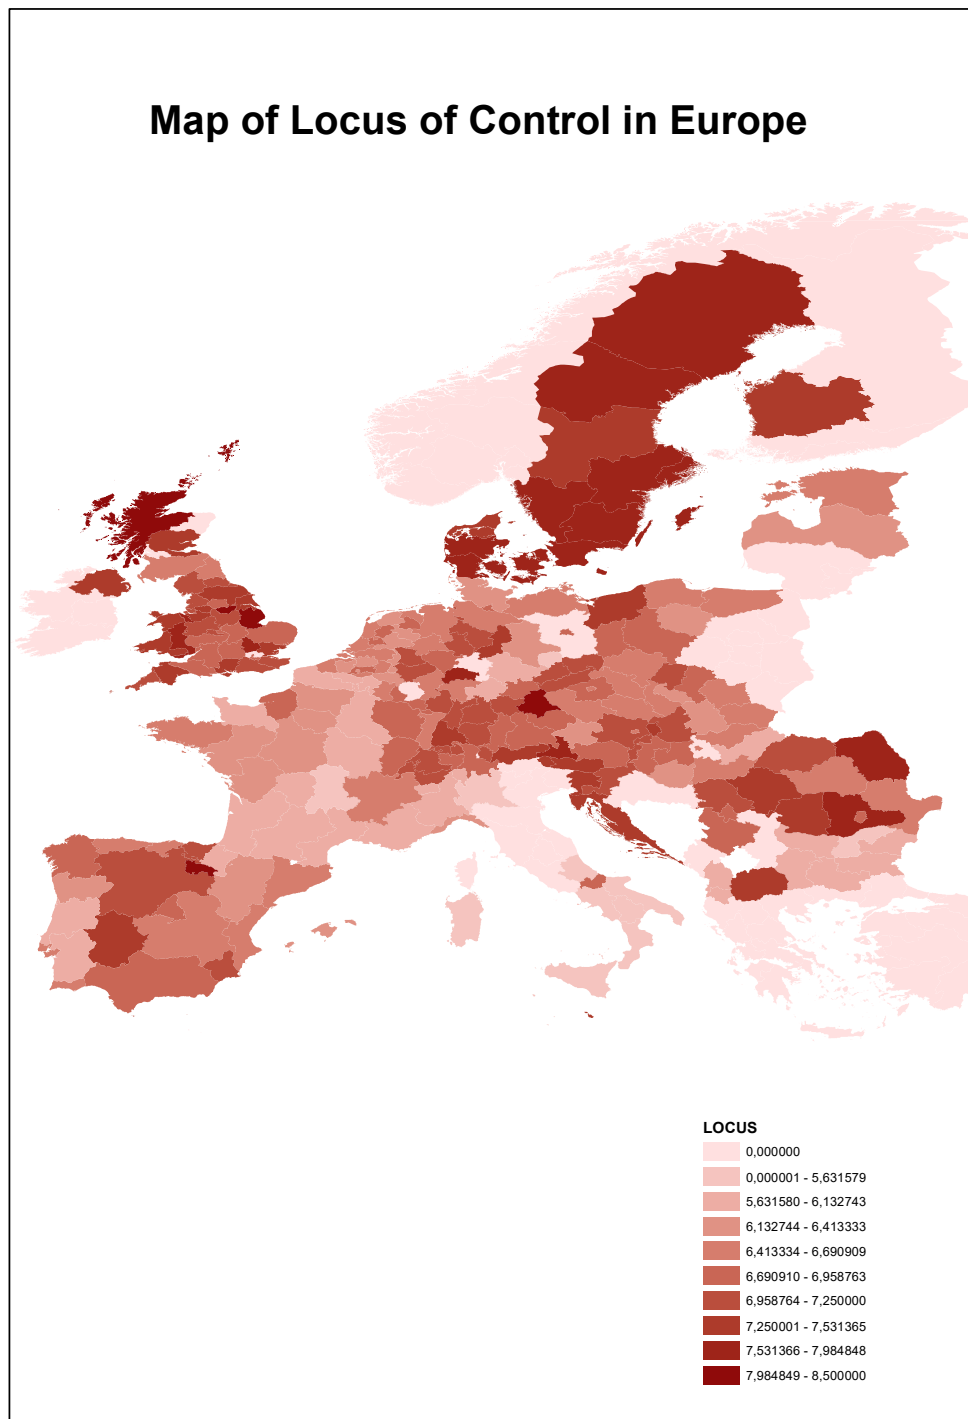 Map of Locus of Control in Europe
LOCUS
0,000000
0,000001 - 5,631579
5,631580 - 6,132743
6,132744 - 6,413333
6,413334 - 6,690909
6,690910 - 6,958763
6,958764 - 7,250000
7,250001 - 7,531365
7,531366 - 7,984848
7,984849 - 8,500000